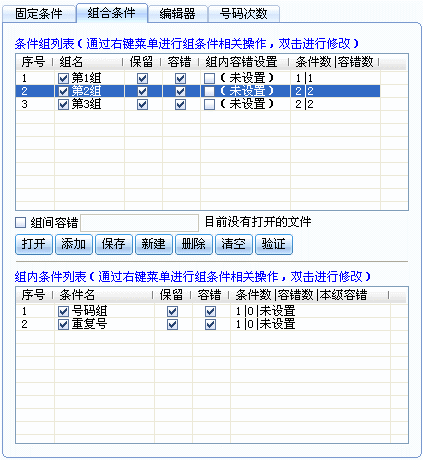 固定条件 组合条件 编辑器 号码次数
条件组列表(通过右键菜单进行组条件相关操作，双击进行修改)
序号 组名 保留 容错 组内容错设置 条件数|容错数
1 第1组 (未设置) 1|1
2 第2组 (未设置) 2|2
3 第3组 (未设置) 2|2
组间容错 目前没有打开的文件
打开 添加 保存 新建 删除 清空 验证
组内条件列表(通过右键菜单进行组条件相关操作，双击进行修改)
序号 条件名 保留 容错 条件数|容错数|本级容错
1 号码组 1|0|未设置
2 重复号 1|0|未设置